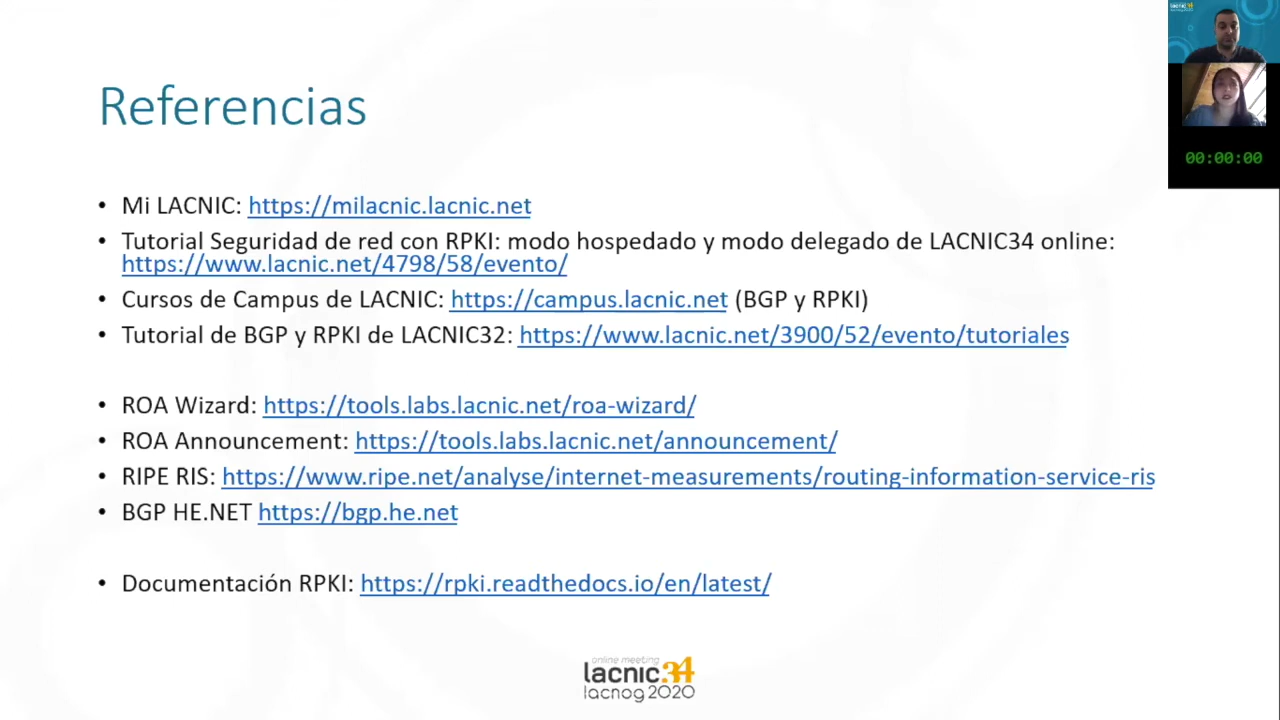 lacnic34
Referencias
00:00:00
• Mi LACNIC: https://milacnic.lacnic.net
• Tutorial Seguridad de red con RPKI: modo hospedado y modo delegado de LACNIC34 online:
https://www.lacnic.net/4798/58/evento/
• Cursos de Campus de LACNIC: https://campus.lacnic.net (BGP y RPKI)
• Tutorial de BGP y RPKI de LACNIC32: https://www.lacnic.net/3900/52/evento/tutoriales
• ROA Wizard: https://tools.labs.lacnic.net/roa-wizard/
• ROA Announcement: https://tools.labs.lacnic.net/announcement/
• RIPE RIS: https://www.ripe.net/analyse/internet-measurements/routing-information-service-ris
• BGP HE.NET https://bgp.he.net
• Documentación RPKI: https://rpki.readthedocs.io/en/latest/
online meeting
lacnic34
lacnog 2020